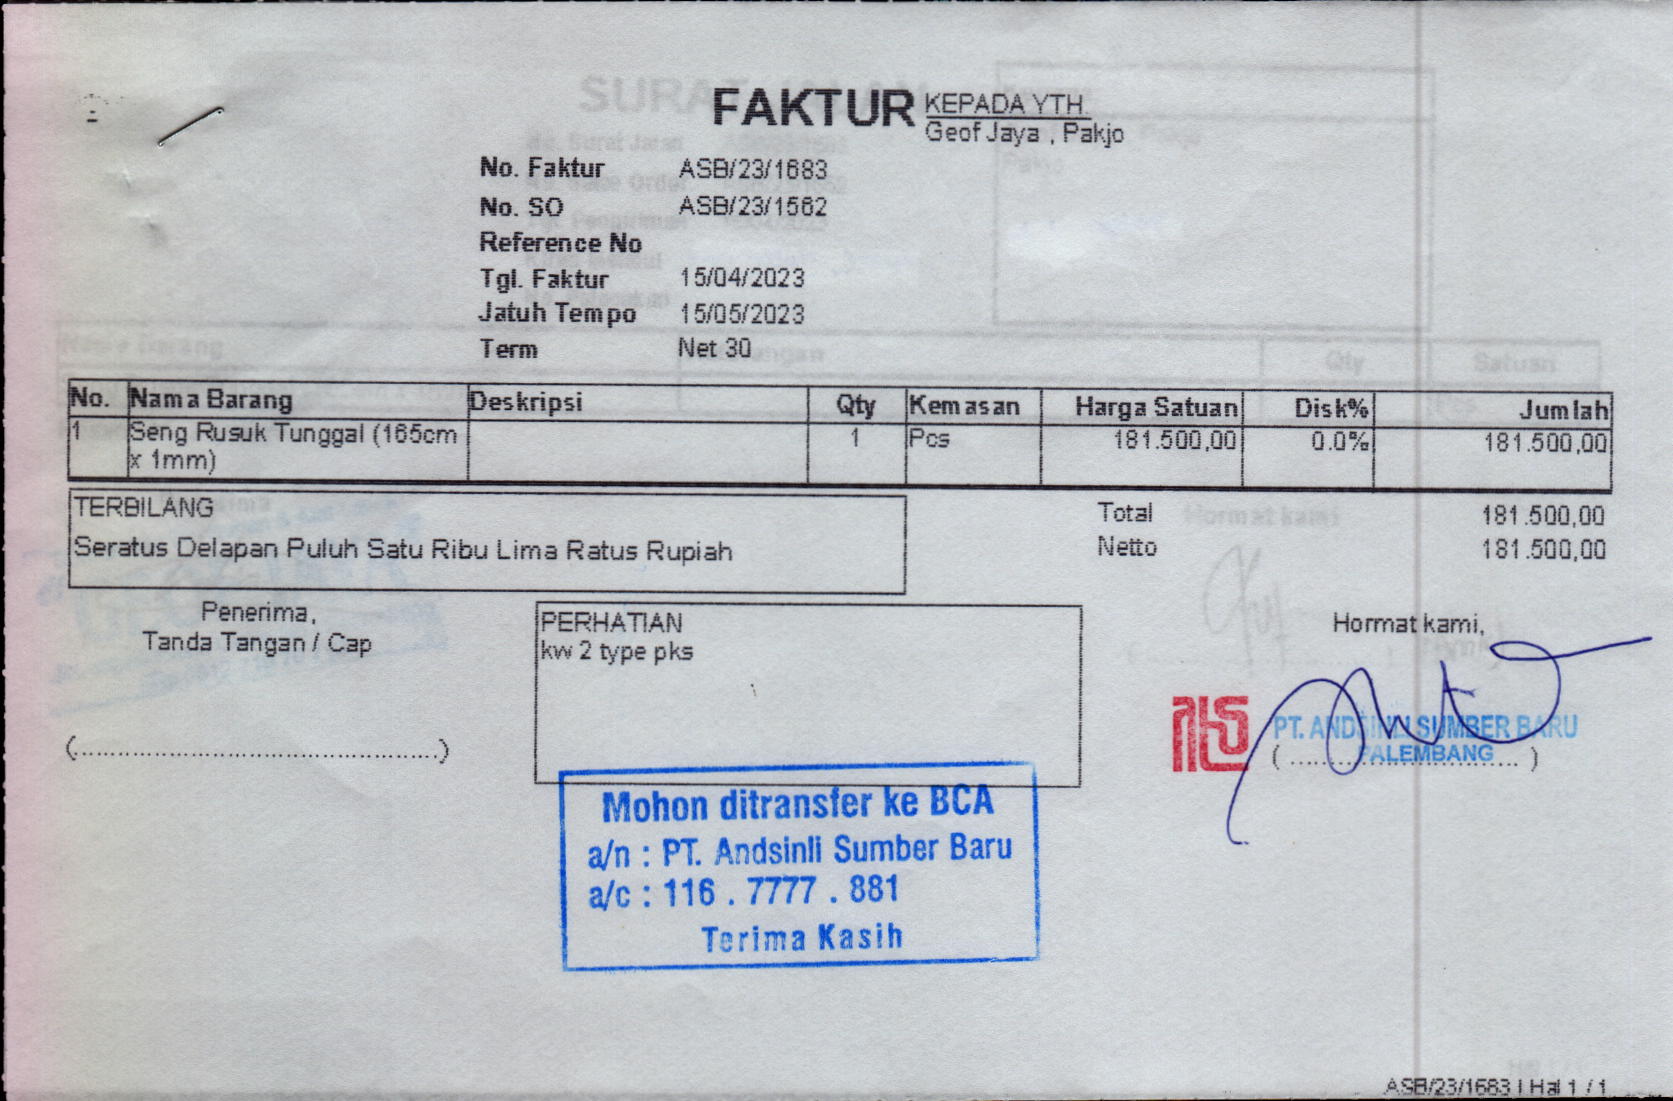 FAKTUR
KEPADA YTH.
Geof Jaya , Pakjo
No. Faktur ASB/23/1683
No. SO ASB/23/1562
Reference No
Tgl. Faktur 15/04/2023
Jatuh Tempo 15/05/2023
Term Net 30
No. Nama Barang Deskripsi Qty Kemasan Harga Satuan Disk% Jumlah
1 Seng Rusuk Tunggal (165cm 1 Pcs 181.500,00 0.0% 181.500,00
x 1mm)
TERBILANG
Seratus Delapan Puluh Satu Ribu Lima Ratus Rupiah
Total 181.500,00
Netto 181.500,00
Penerima,
Tanda Tangan / Cap
(..........................................)
PERHATIAN
kw 2 type pks
Hormat kami,
PT. ANDSINLI SUMBER BARU
PALEMBANG
( .................................. )
Mohon ditransfer ke BCA
a/n : PT. Andsinli Sumber Baru
a/c : 116 . 7777 . 881
Terima Kasih
ASB/23/1683 | Hal 1 / 1